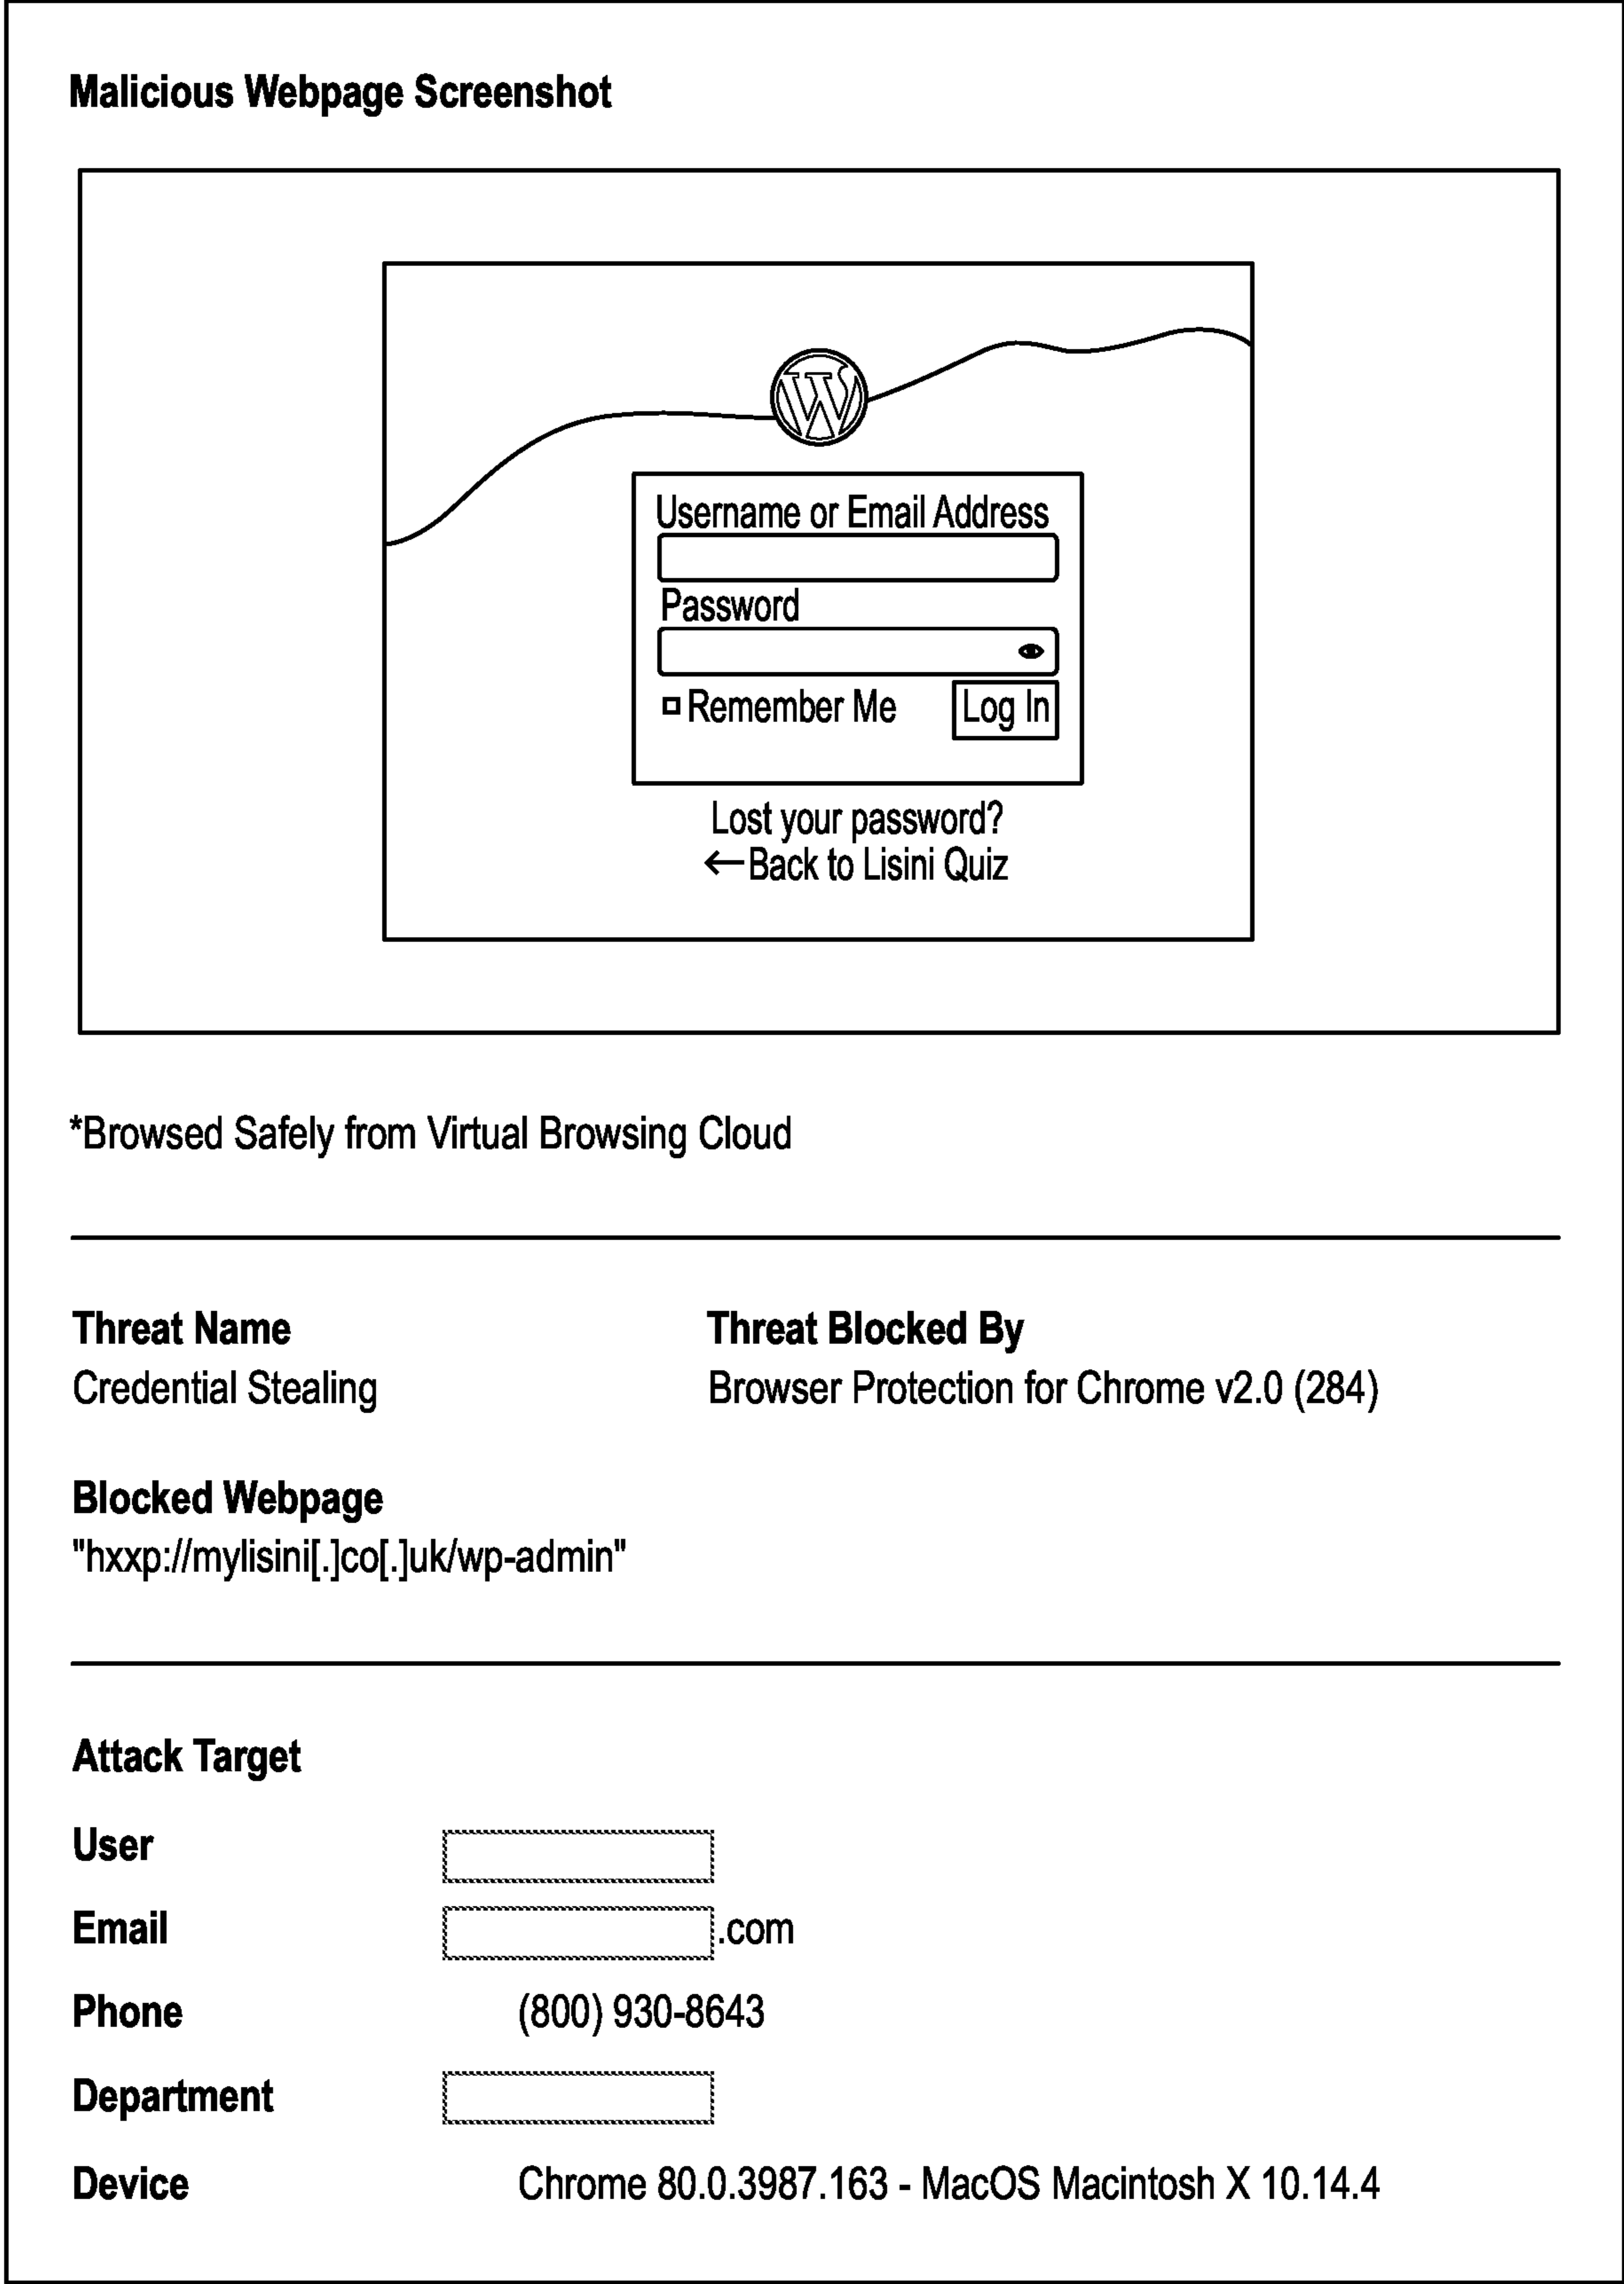 Malicious Webpage Screenshot
W
Username or Email Address
Password
Remember Me Log In
Lost your password?
←Back to Lisini Quiz
*Browsed Safely from Virtual Browsing Cloud
Threat Name Threat Blocked By
Credential Stealing Browser Protection for Chrome v2.0 (284)
Blocked Webpage
"hxxp://mylisini[.]co[.]uk/wp-admin"
Attack Target
User
Email .com
Phone (800) 930-8643
Department
Device Chrome 80.0.3987.163 - MacOS Macintosh X 10.14.4